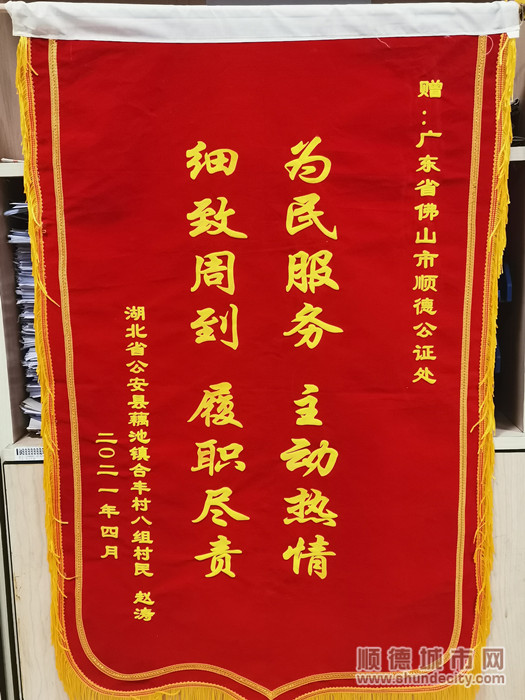 赠：广东省佛山市顺德公证处
为民服务 主动热情
细致周到 履职尽责
湖北省公安县藕池镇合丰村八组村民 赵涛
二〇二一年四月
顺德城市网
www.shundecity.com